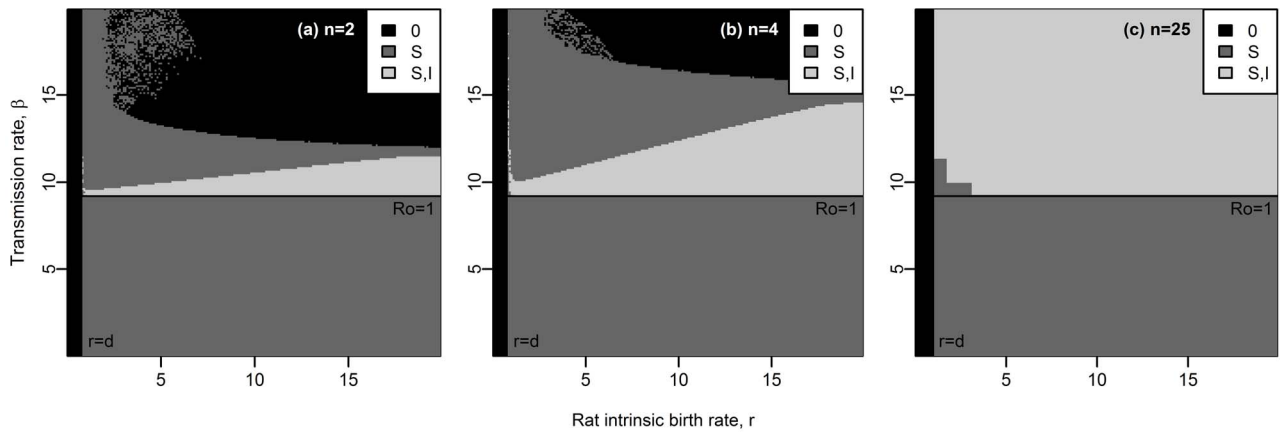 (a) n=2
0
S
S,I
Ro=1
r=d
15
10
5
5
10
15
(b) n=4
0
S
S,I
Ro=1
r=d
15
10
5
5
10
15
(c) n=25
0
S
S,I
Ro=1
r=d
15
10
5
5
10
15
Transmission rate, β
Rat intrinsic birth rate, r